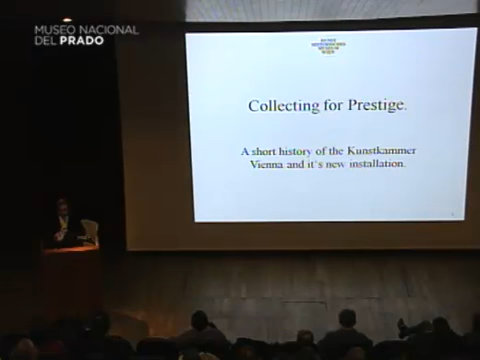 MUSEO NACIONAL
DEL PRADO
Collecting for Prestige.
A short history of the Kunstkammer
Vienna and it's new installation.